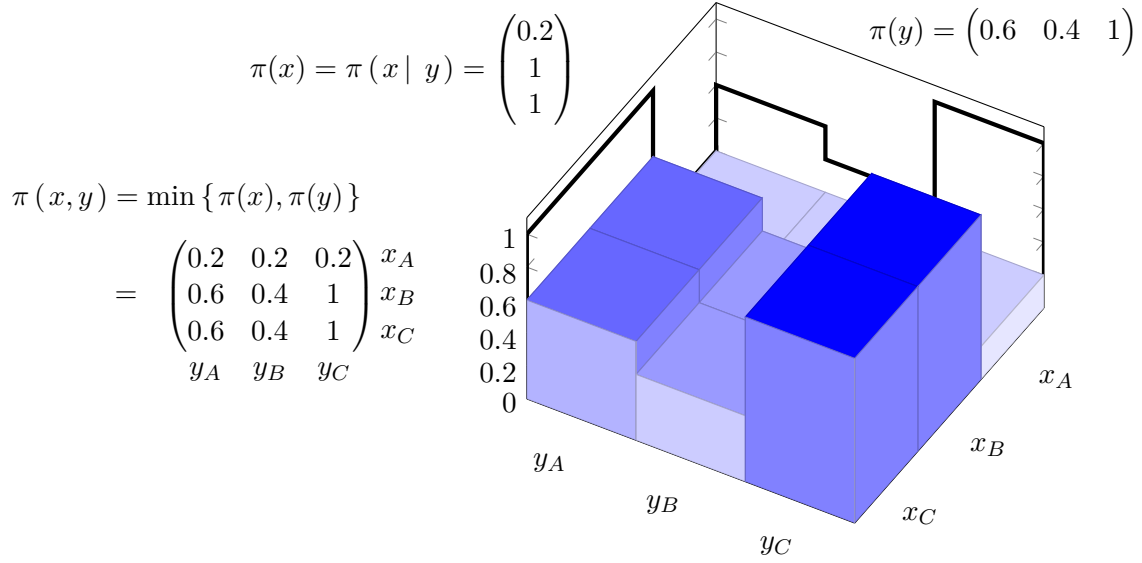 π(x) = π ( x | y ) = (0.2 1 1)
π(y) = (0.6 0.4 1)
π ( x, y ) = min { π(x), π(y) }
= (0.2 0.2 0.2) x_A
0.6 0.4 1 x_B
0.6 0.4 1 x_C
y_A y_B y_C
1
0.8
0.6
0.4
0.2
0
y_A
y_B
y_C
x_C
x_B
x_A